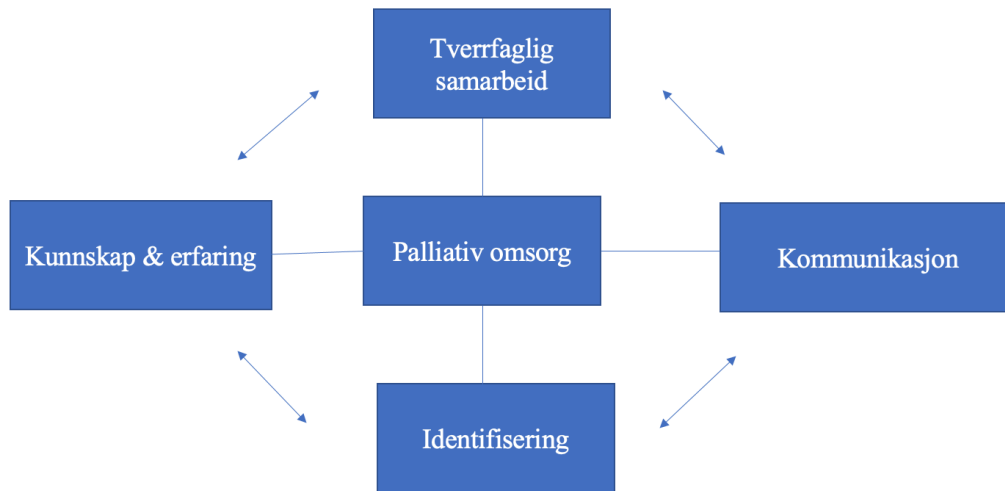 Tverrfaglig
samarbeid
Kunnskap & erfaring
Palliativ omsorg
Kommunikasjon
Identifisering